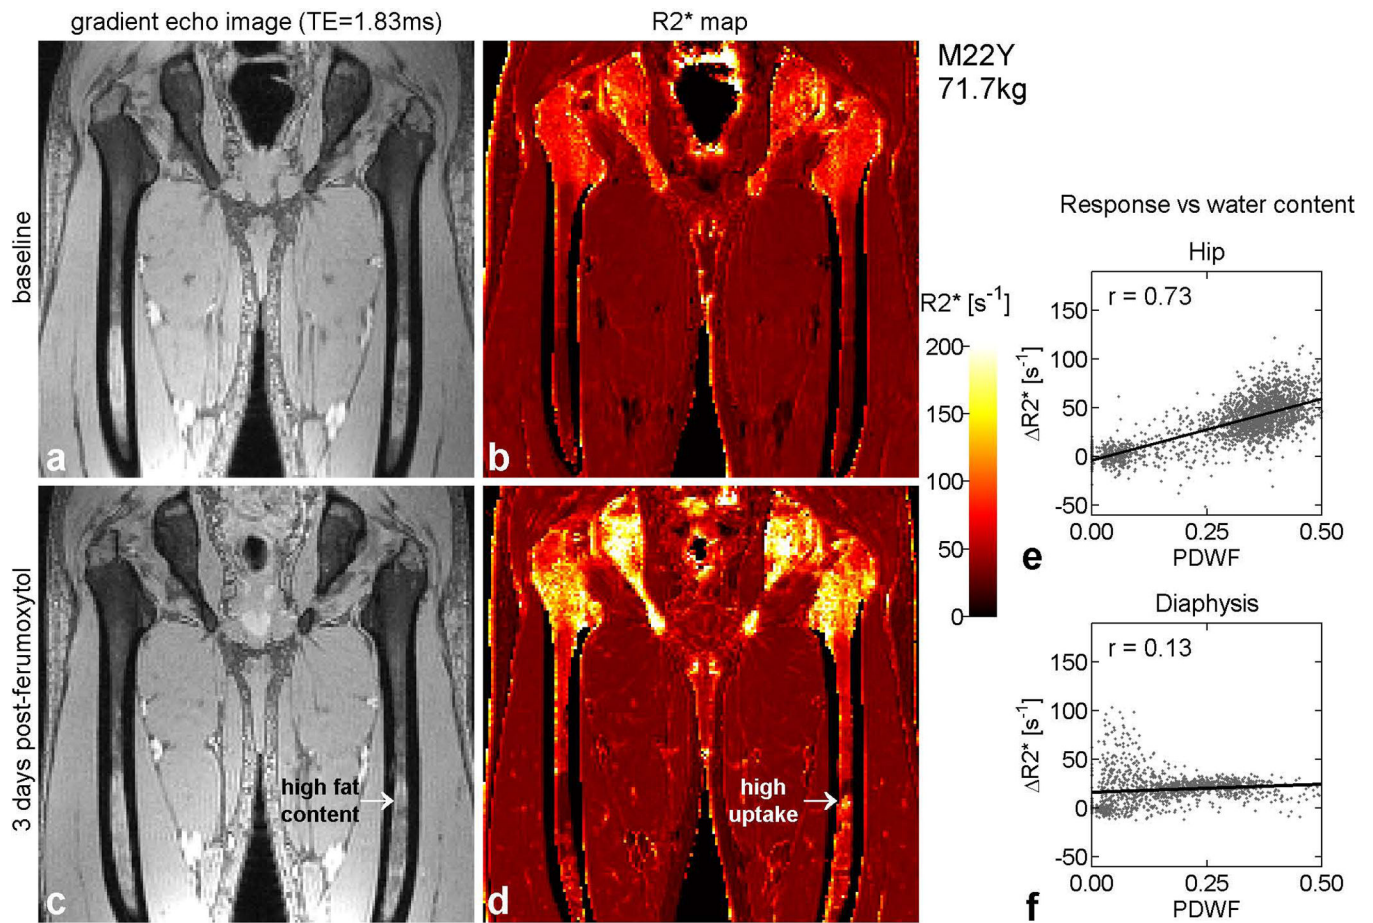 gradient echo image (TE=1.83ms)
R2* map
M22Y
71.7kg
baseline
a
b
R2* [s-1]
200
150
100
50
0
3 days post-ferumoxytol
high fat
content
c
high
uptake
d
Response vs water content
Hip
r = 0.73
ΔR2* [s-1]
150
100
50
0
-50
0.00
0.25
0.50
PDWF
e
Diaphysis
r = 0.13
ΔR2* [s-1]
150
100
50
0
-50
0.00
0.25
0.50
PDWF
f